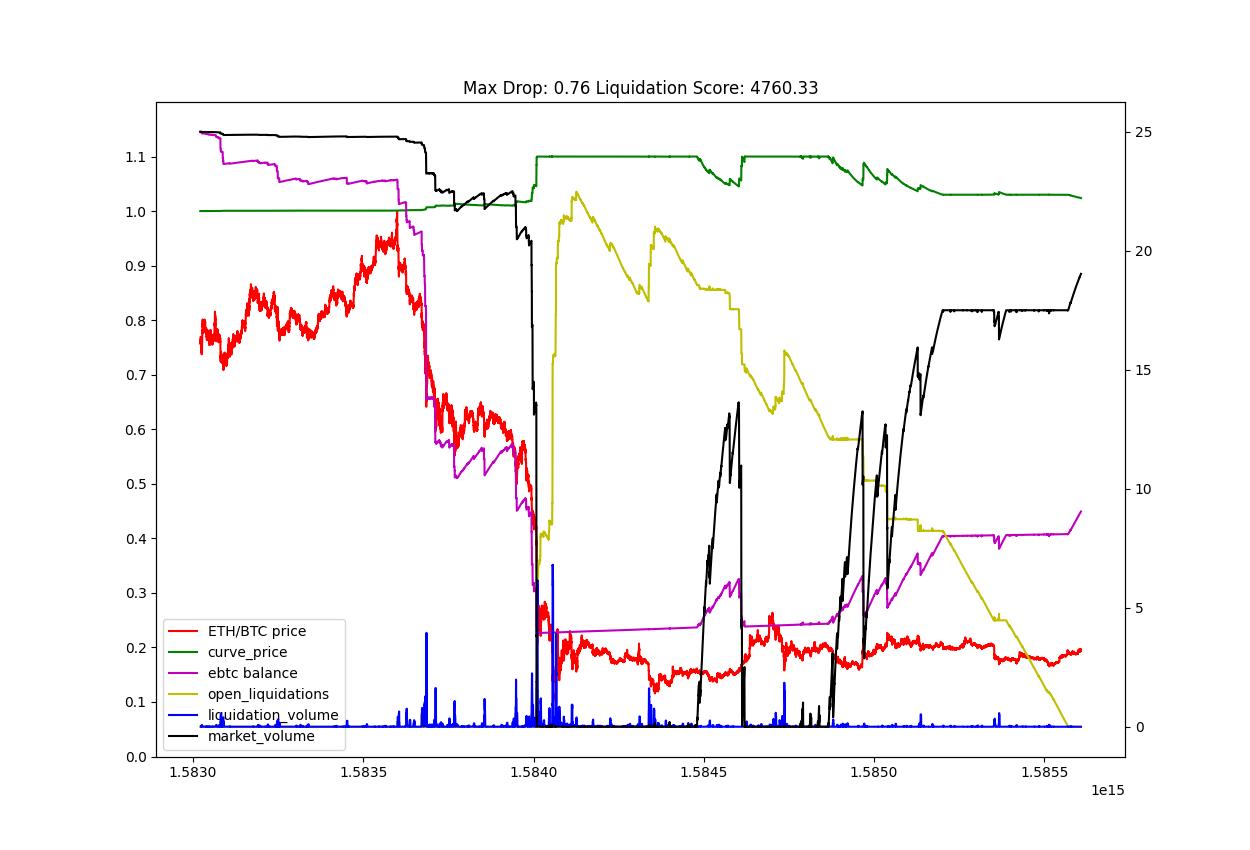 Max Drop: 0.76 Liquidation Score: 4760.33
1.1
1.0
0.9
0.8
0.7
0.6
0.5
0.4
0.3
0.2
0.1
0.0
25
20
15
10
5
0
ETH/BTC price
curve_price
ebtc balance
open_liquidations
liquidation_volume
market_volume
1.5830 1.5835 1.5840 1.5845 1.5850 1.5855
1e15